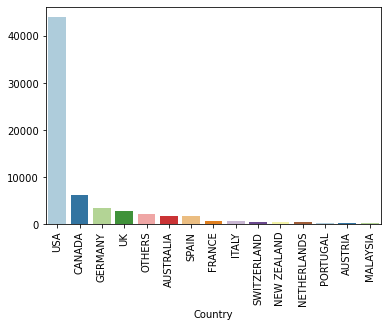 40000
30000
20000
10000
0
USA
CANADA
GERMANY
UK
OTHERS
AUSTRALIA
SPAIN
FRANCE
ITALY
SWITZERLAND
NEW ZEALAND
NETHERLANDS
PORTUGAL
AUSTRIA
MALAYSIA
Country